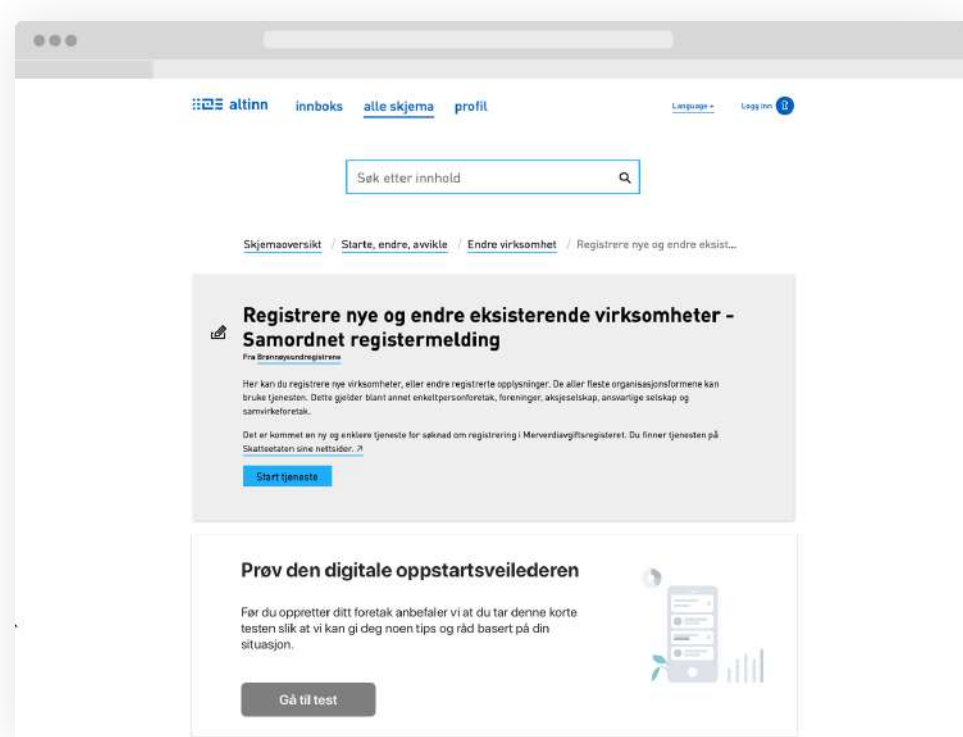 altinn innboks alle skjema profil Language Logg inn
Søk etter innhold
Skjemaoversikt / Starte, endre, avvikle / Endre virksomhet / Registrere nye og endre eksist...
Registrere nye og endre eksisterende virksomheter -
Samordnet registermelding
Fra Brønnøysundregistrene
Her kan du registrere nye virksomheter, eller endre registrerte opplysninger. De aller fleste organisasjonsformene kan
bruke tjenesten. Dette gjelder blant annet enkeltpersonforetak, foreninger, aksjeselskap, ansvarlige selskap og
samvirkeforetak.
Det er kommet en ny og enklere tjeneste for søknad om registrering i Merverdiavgiftsregisteret. Du finner tjenesten på
Skatteetaten sine nettsider.
Start tjeneste
Prøv den digitale oppstartsveilederen
Før du oppretter ditt foretak anbefaler vi at du tar denne korte
testen slik at vi kan gi deg noen tips og råd basert på din
situasjon.
Gå til test